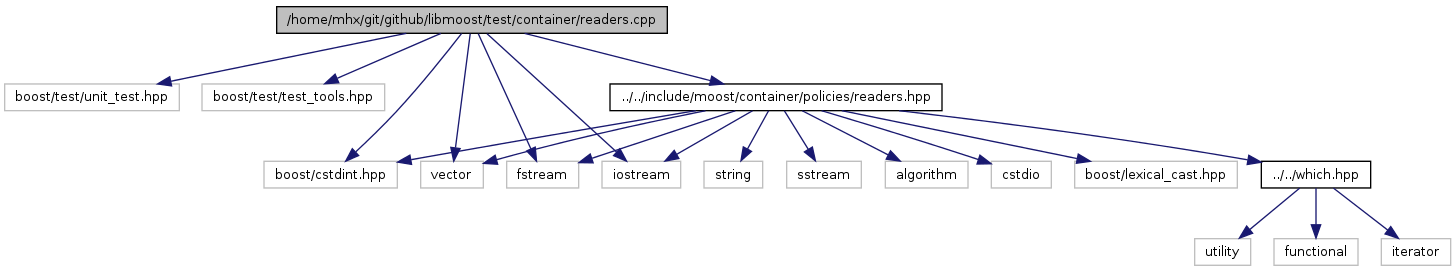 /home/mhx/git/github/libmoost/test/container/readers.cpp
boost/test/unit_test.hpp
boost/test/test_tools.hpp
../../include/moost/container/policies/readers.hpp
boost/cstdint.hpp
vector
fstream
iostream
string
sstream
algorithm
cstdio
boost/lexical_cast.hpp
../../which.hpp
utility
functional
iterator